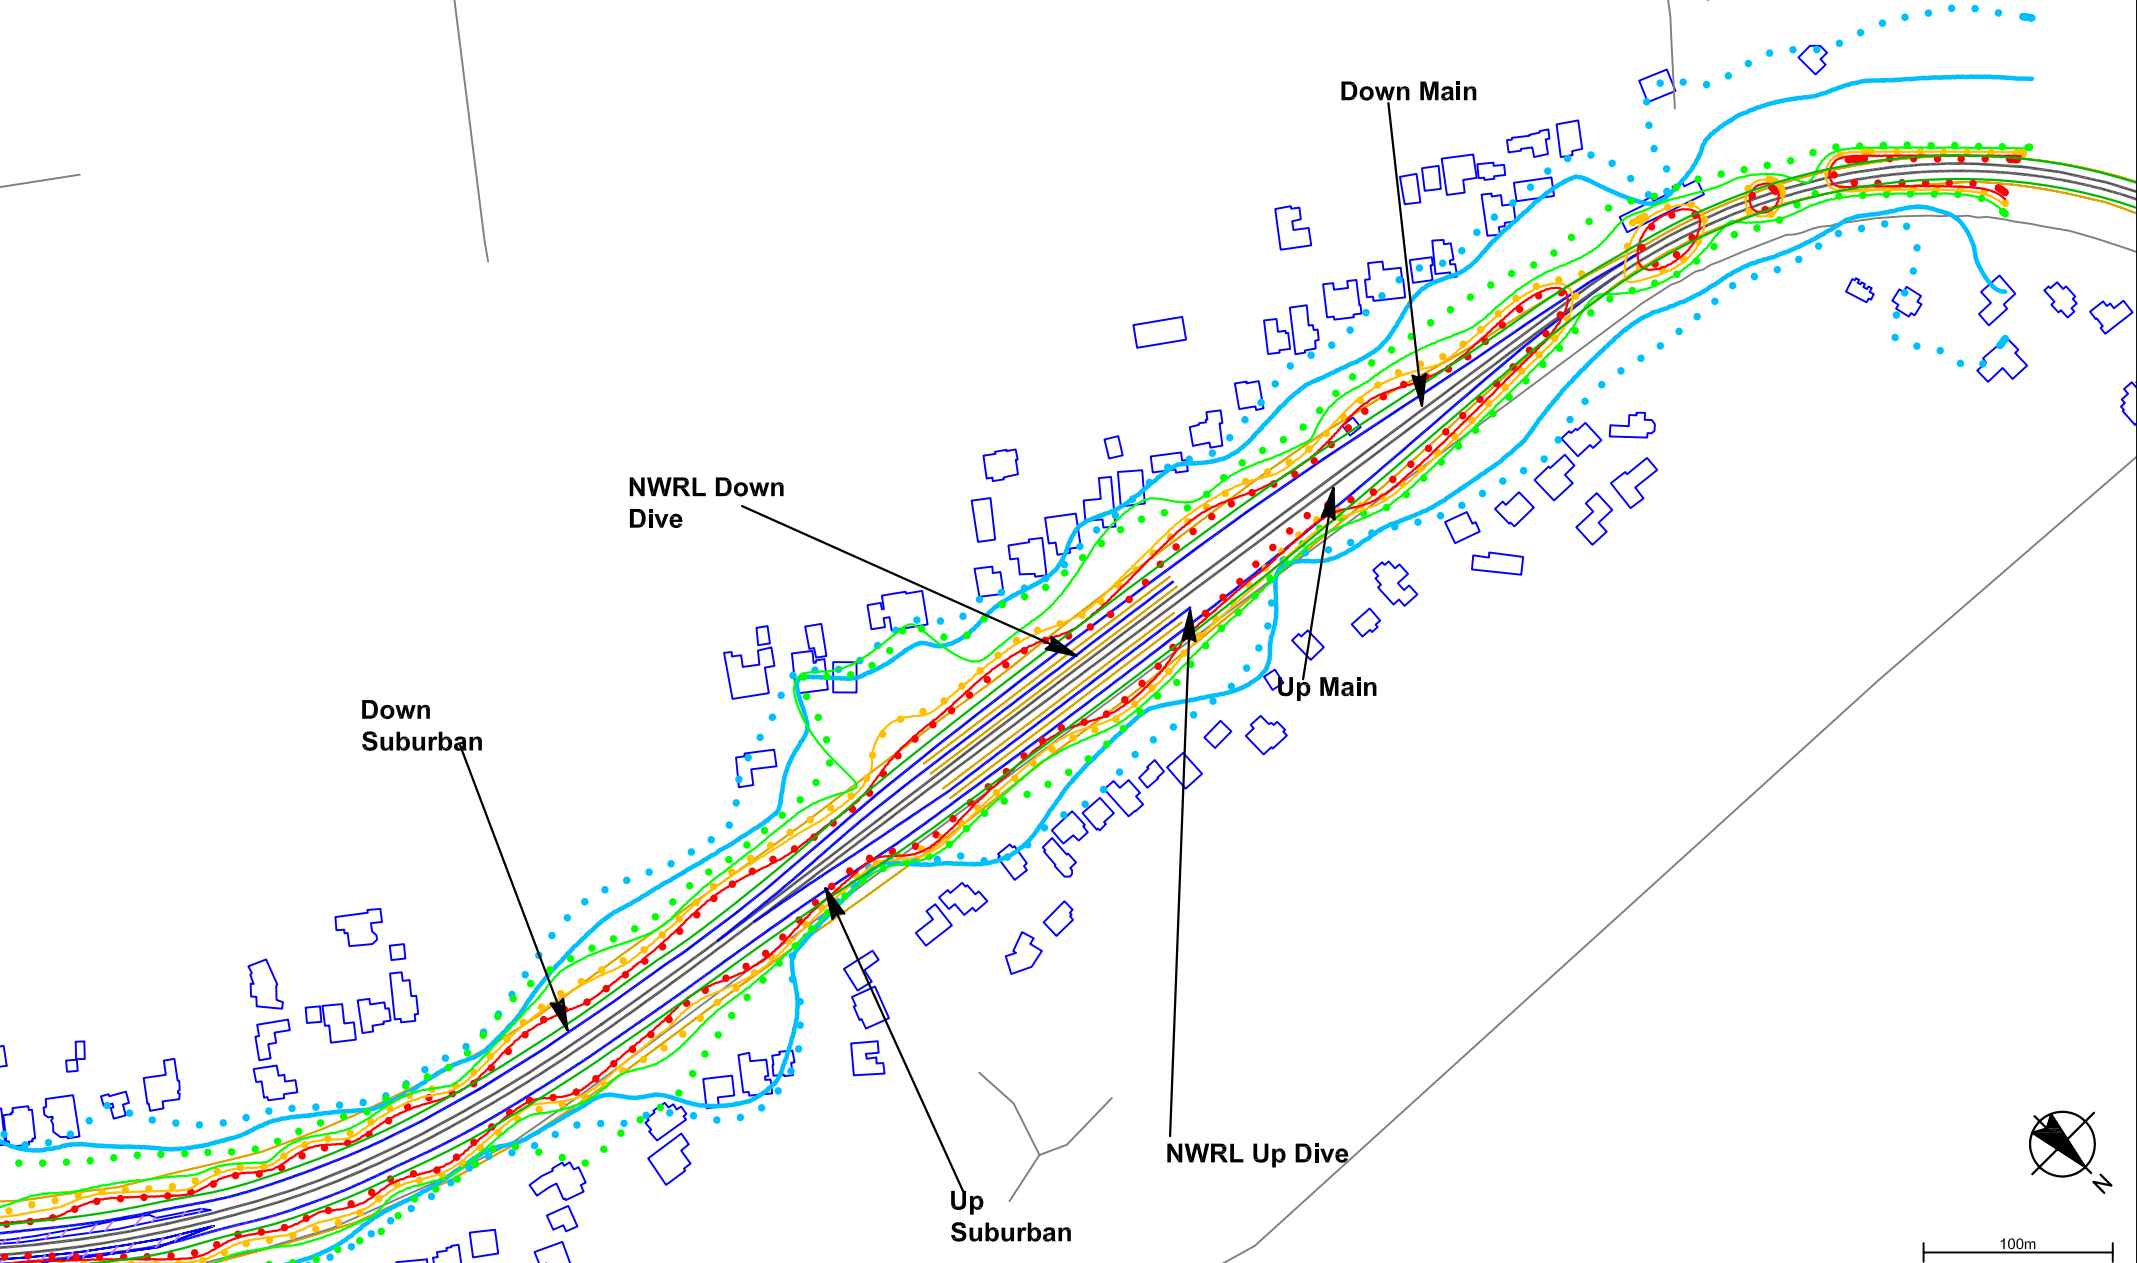 Down Main
NWRL Down
Dive
Up Main
Down
Suburban
NWRL Up Dive
Up
Suburban
N
100m